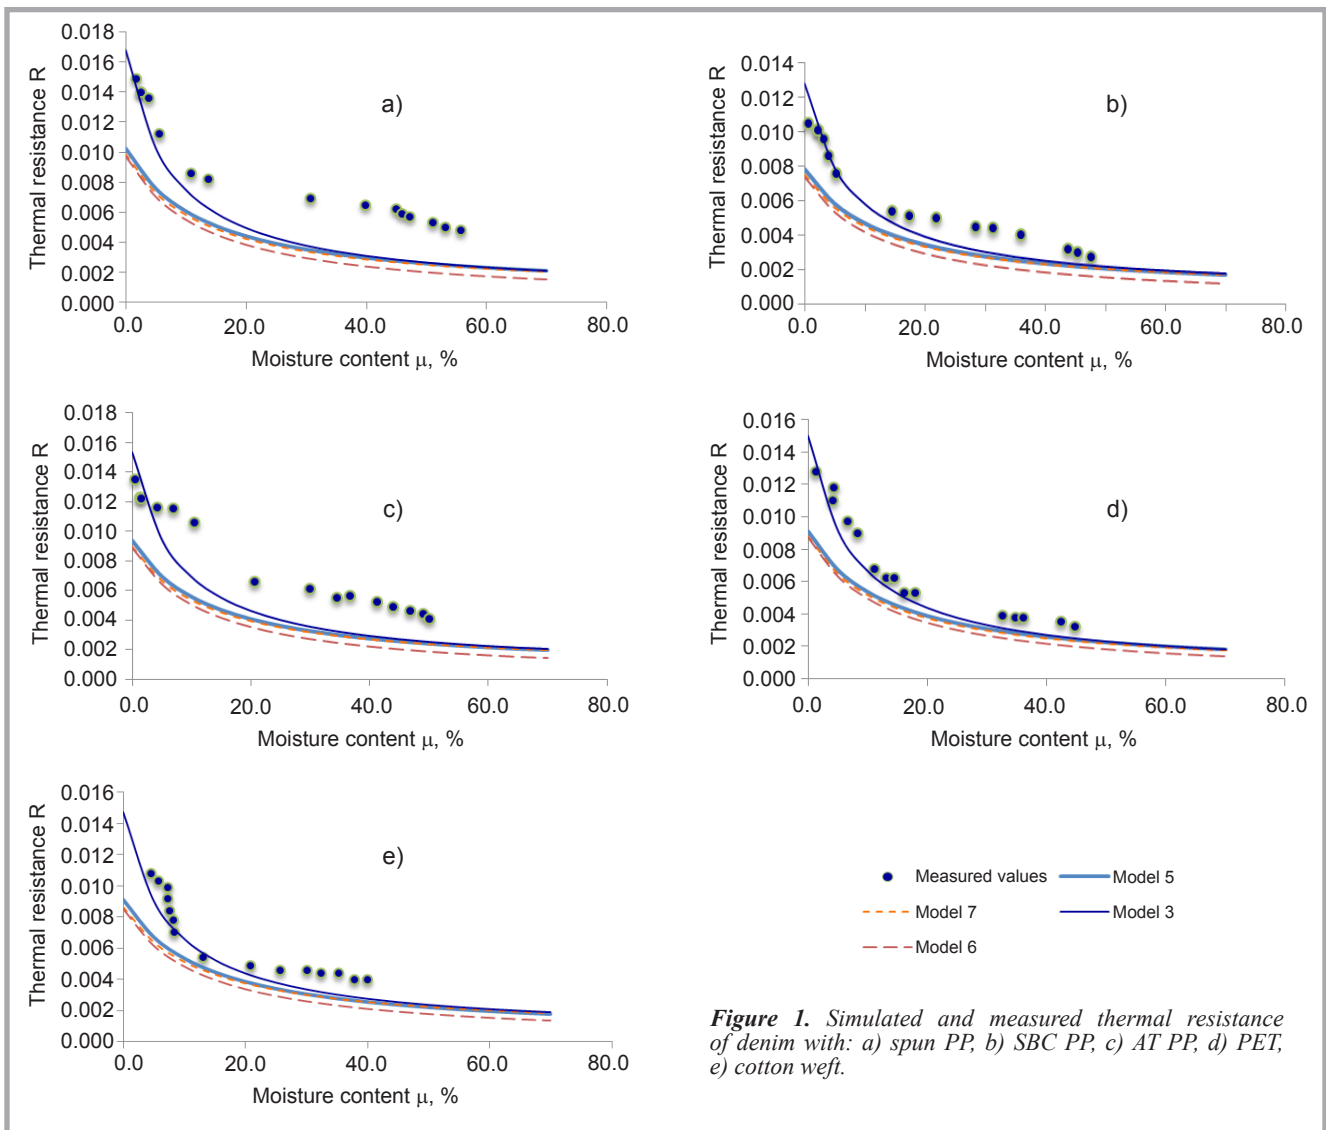 Thermal resistance R
0.018
0.016
0.014
0.012
0.010
0.008
0.006
0.004
0.002
0.000
a)
0.0 20.0 40.0 60.0 80.0
Moisture content μ, %
Thermal resistance R
0.014
0.012
0.010
0.008
0.006
0.004
0.002
0.000
b)
0.0 20.0 40.0 60.0 80.0
Moisture content μ, %
Thermal resistance R
0.018
0.016
0.014
0.012
0.010
0.008
0.006
0.004
0.002
0.000
c)
0.0 20.0 40.0 60.0 80.0
Moisture content μ, %
Thermal resistance R
0.016
0.014
0.012
0.010
0.008
0.006
0.004
0.002
0.000
d)
0.0 20.0 40.0 60.0 80.0
Moisture content μ, %
Thermal resistance R
0.016
0.014
0.012
0.010
0.008
0.006
0.004
0.002
0.000
e)
0.0 20.0 40.0 60.0 80.0
Moisture content μ, %
Measured values Model 5
Model 7 Model 3
Model 6
Figure 1. Simulated and measured thermal resistance
of denim with: a) spun PP, b) SBC PP, c) AT PP, d) PET,
e) cotton weft.